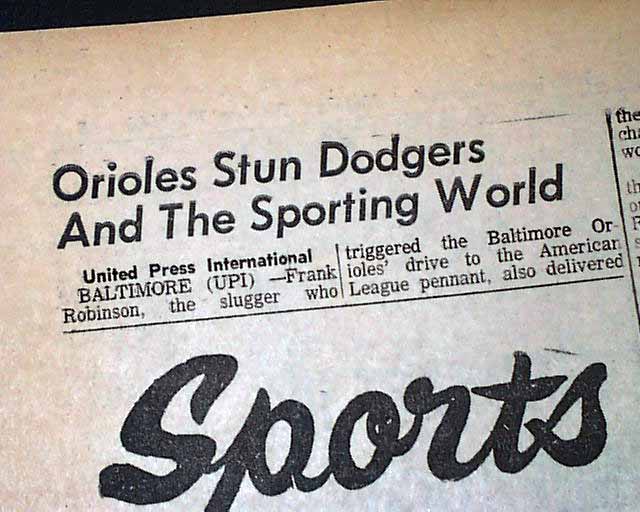 Orioles Stun Dodgers
And The Sporting World
United Press International
BALTIMORE (UPI) —Frank
Robinson, the slugger who
triggered the Baltimore Or-
ioles' drive to the American
League pennant, also delivered
the
Sports